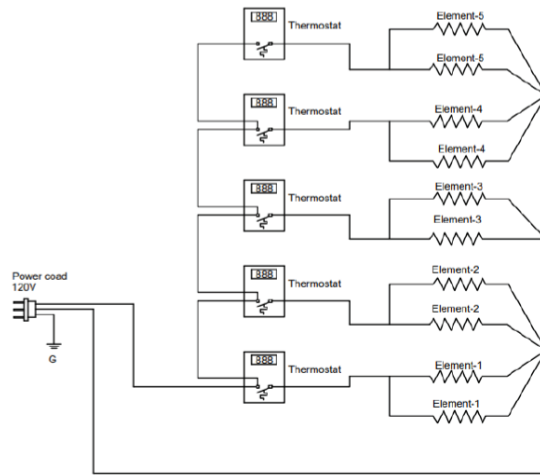 888
Thermostat
Element-5
Element-5
888
Thermostat
Element-4
Element-4
888
Thermostat
Element-3
Element-3
888
Thermostat
Element-2
Element-2
Power coad
120V
G
888
Thermostat
Element-1
Element-1